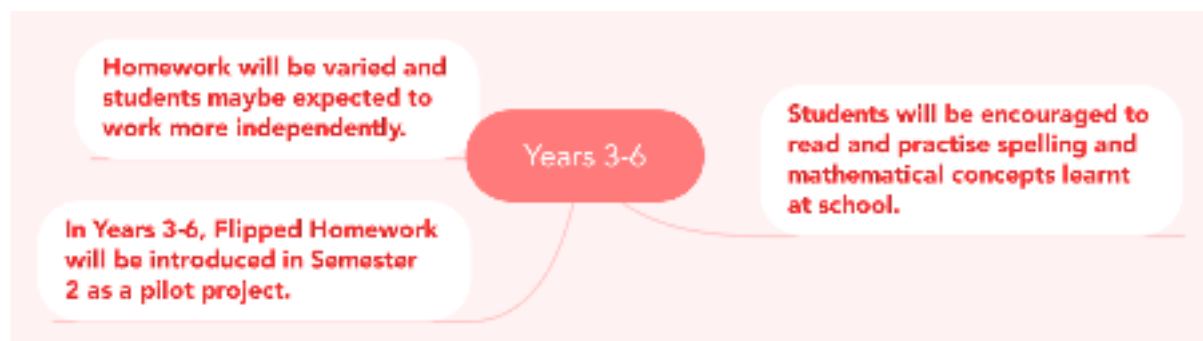 Homework will be varied and
students maybe expected to
work more independently.
Years 3-6
Students will be encouraged to
read and practise spelling and
mathematical concepts learnt
at school.
In Years 3-6, Flipped Homework
will be introduced in Semester
2 as a pilot project.